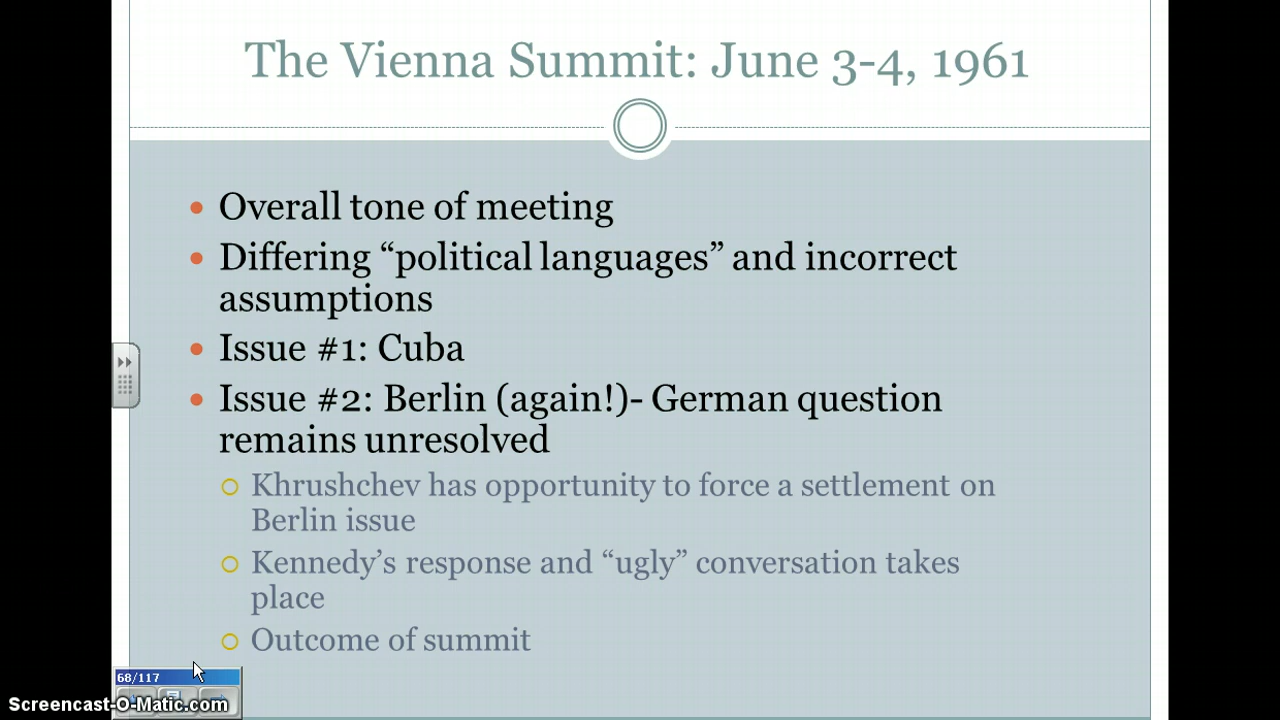 The Vienna Summit: June 3-4, 1961
Overall tone of meeting
Differing “political languages” and incorrect
assumptions
Issue #1: Cuba
Issue #2: Berlin (again!)- German question
remains unresolved
Khrushchev has opportunity to force a settlement on
Berlin issue
Kennedy’s response and “ugly” conversation takes
place
Outcome of summit
68/117
Screencast-O-Matic.com